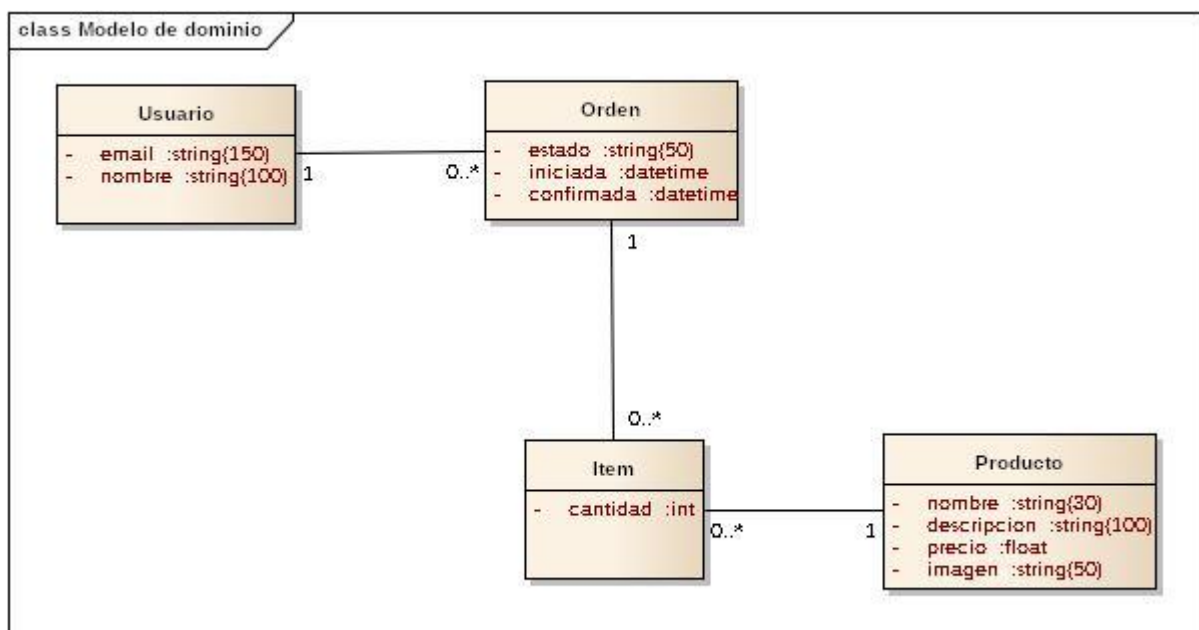 class Modelo de dominio
Usuario
- email :string(150)
- nombre :string(100)
1
0..*
Orden
- estado :string(50)
- iniciada :datetime
- confirmada :datetime
1
0..*
Item
- cantidad :int
0..*
1
Producto
- nombre :string(30)
- descripcion :string(100)
- precio :float
- imagen :string(50)